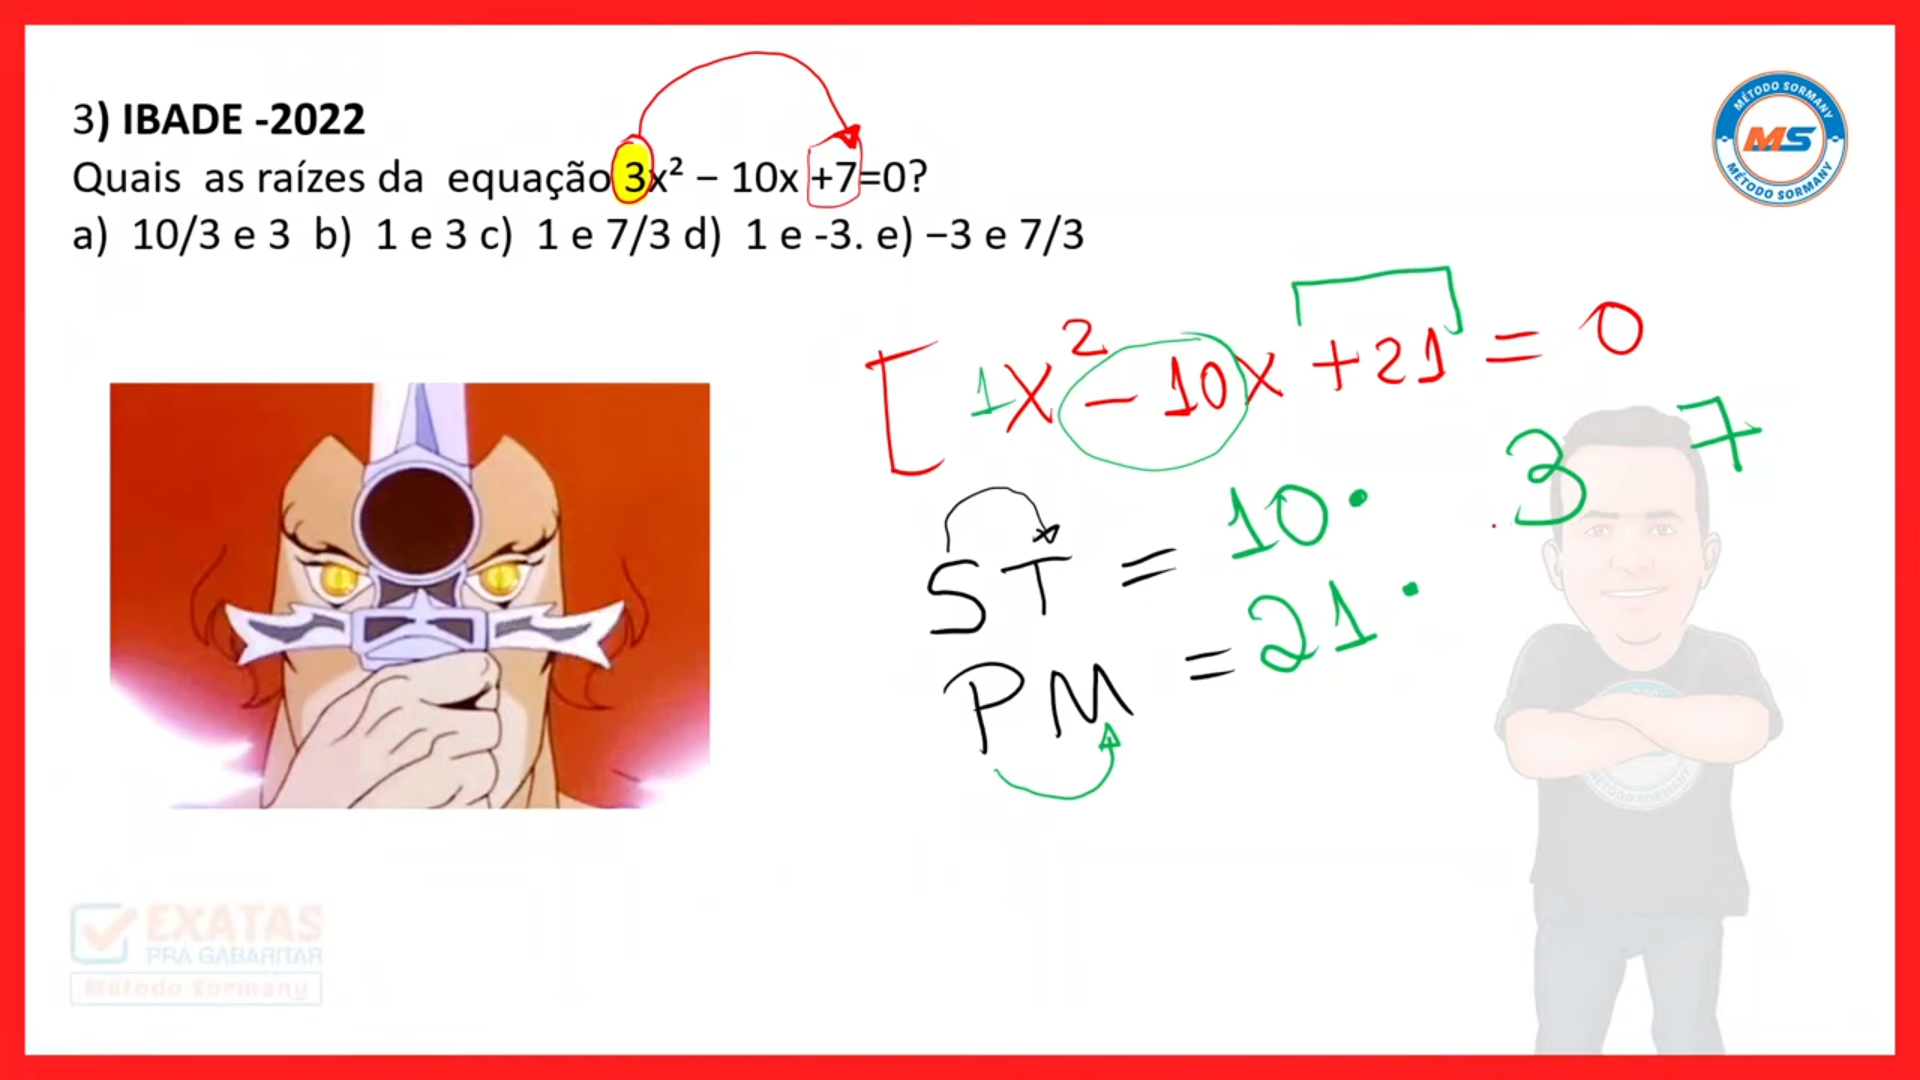 3) IBADE -2022
Quais as raízes da equação 3x² − 10x +7=0?
a) 10/3 e 3 b) 1 e 3 c) 1 e 7/3 d) 1 e -3. e) −3 e 7/3
MÉTODO SORMANY
MS
MÉTODO SORMANY
[ 1x² - 10x + 21 = 0
3 7
ST = 10.
PM = 21.
EXATAS
PRA GABARITAR
Método Sormany